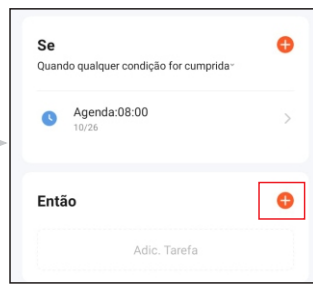 Se
Quando qualquer condição for cumprida
Agenda:08:00
10/26
Então
Adic. Tarefa